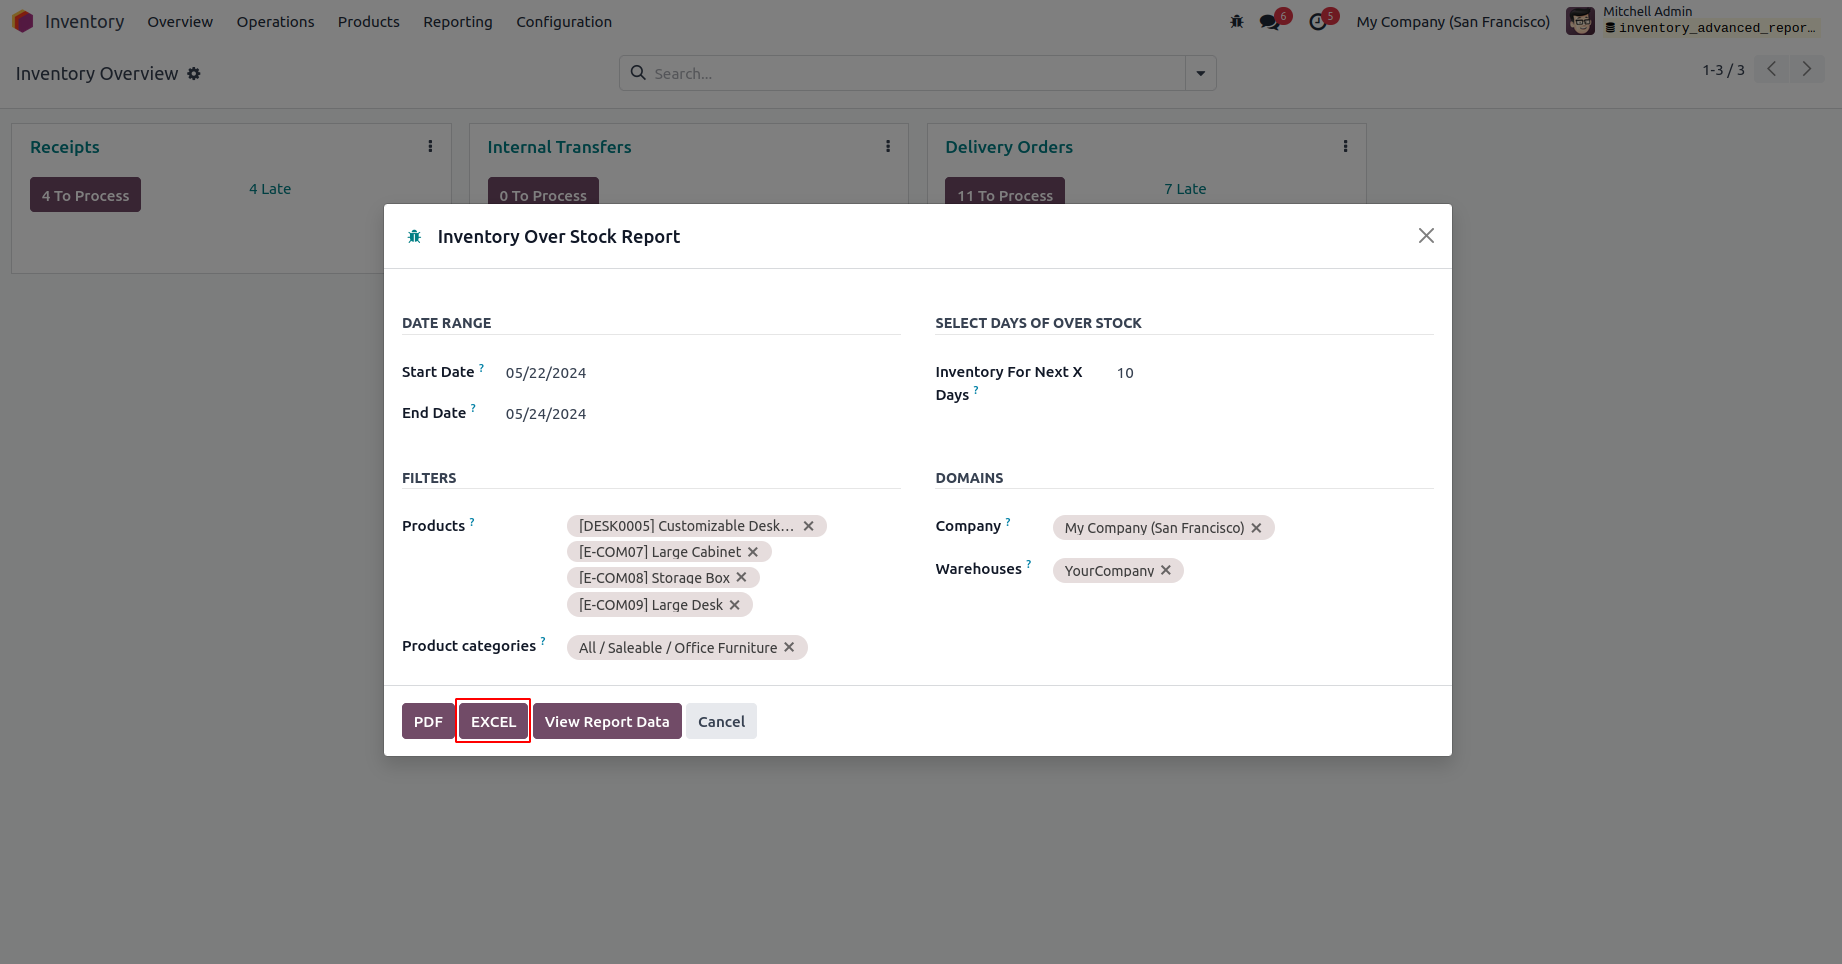 Inventory Overview Operations Products Reporting Configuration 6 5 My Company (San Francisco) Mitchell Admin
inventory_advanced_repor...
Inventory Overview Search... 1-3 / 3
Receipts Internal Transfers Delivery Orders
4 To Process 4 Late 0 To Process 11 To Process 7 Late
Inventory Over Stock Report
DATE RANGE SELECT DAYS OF OVER STOCK
Start Date ? 05/22/2024 Inventory For Next X Days ? 10
End Date ? 05/24/2024
FILTERS DOMAINS
Products ? [DESK0005] Customizable Desk... Company ? My Company (San Francisco)
[E-COM07] Large Cabinet
[E-COM08] Storage Box Warehouses ? YourCompany
[E-COM09] Large Desk
Product categories ? All / Saleable / Office Furniture
PDF EXCEL View Report Data Cancel